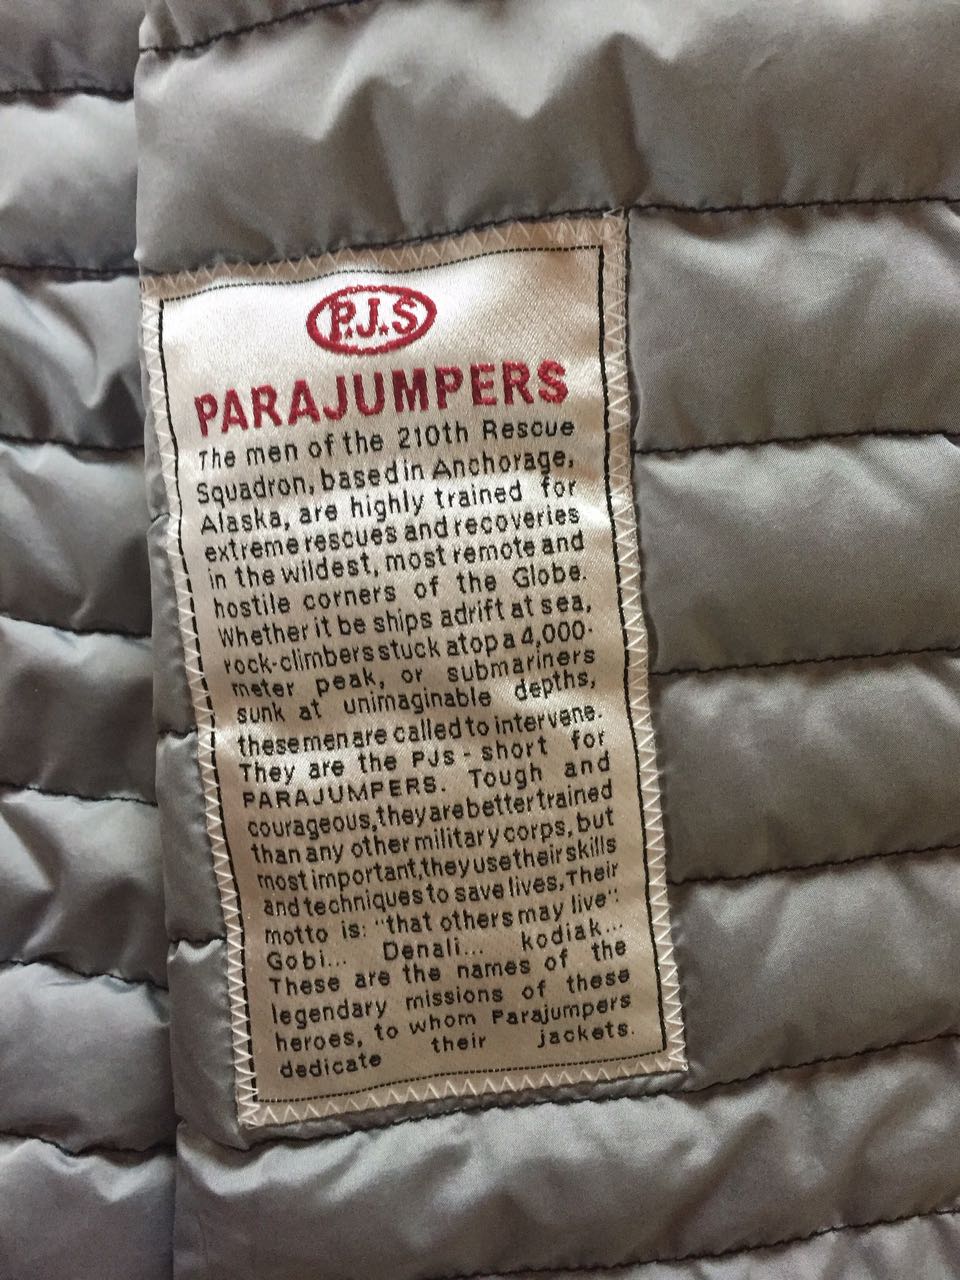 P.J.S
PARAJUMPERS
The men of the 210th Rescue
Squadron, based in Anchorage,
Alaska, are highly trained for
extreme rescues and recoveries
in the wildest, most remote and
hostile corners of the Globe.
Whether it be ships adrift at sea,
rock-climbers stuck atop a 4,000-
meter peak, or submariners
sunk at unimaginable depths,
these men are called to intervene.
They are the PJs - short for
PARAJUMPERS. Tough and
courageous, they are better trained
than any other military corps, but
most important, they use their skills
and techniques to save lives, Their
motto is: "that others may live".
Gobi... Denali... kodiak...
These are the names of the
legendary missions of these
heroes, to whom Parajumpers
dedicate their jackets.